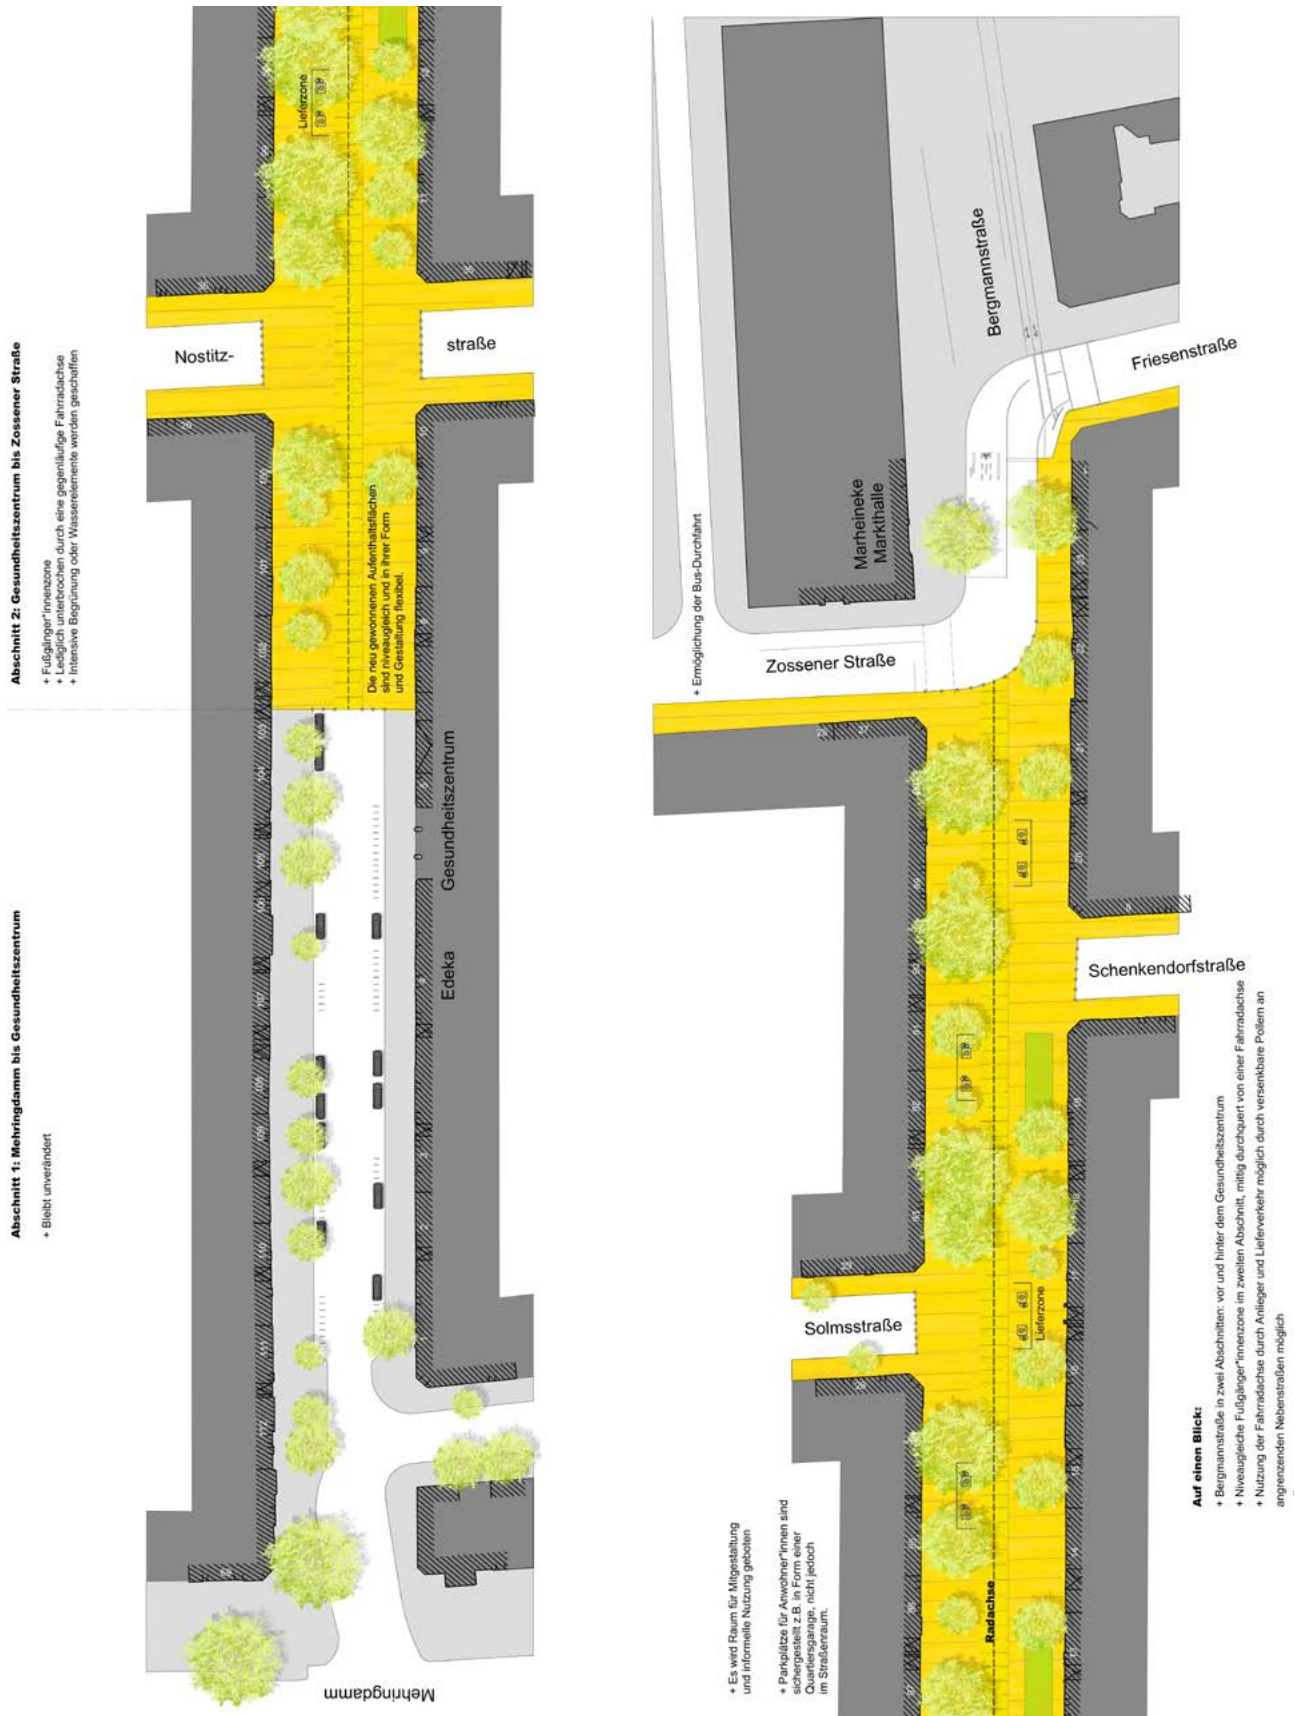 Abschnitt 1: Mehringdamm bis Gesundheitszentrum
+ Bleibt unverändert
Abschnitt 2: Gesundheitszentrum bis Zossener Straße
+ Fußgänger*innenzone
+ Lediglich unterbrochen durch eine gegenläufige Fahrradachse
+ Intensive Begrünung oder Wasserelemente werden geschaffen
Mehringdamm
Edeka
Gesundheitszentrum
Die neu gewonnenen Aufenthaltsflächen
sind niveaugleich und in ihrer Form
und Gestaltung flexibel.
Nostitz-
straße
Lieferzone
+ Es wird Raum für Mitgestaltung
und informelle Nutzung geboten
+ Parkplätze für Anwohner*innen sind
sichergestellt z.B. in Form einer
Quartiersgarage, nicht jedoch
im Straßenraum.
Radachse
Solmsstraße
Lieferzone
Schenkendorfstraße
+ Ermöglichung der Bus-Durchfahrt
Zossener Straße
Marheineke
Markthalle
Bergmannstraße
Friesenstraße
Auf einen Blick:
+ Bergmannstraße in zwei Abschnitten: vor und hinter dem Gesundheitszentrum
+ Niveaugleiche Fußgänger*innenzone im zweiten Abschnitt, mittig durchquert von einer Fahrradachse
+ Nutzung der Fahrradachse durch Anlieger und Lieferverkehr möglich durch versenkbare Pollern an
angrenzenden Nebenstraßen möglich